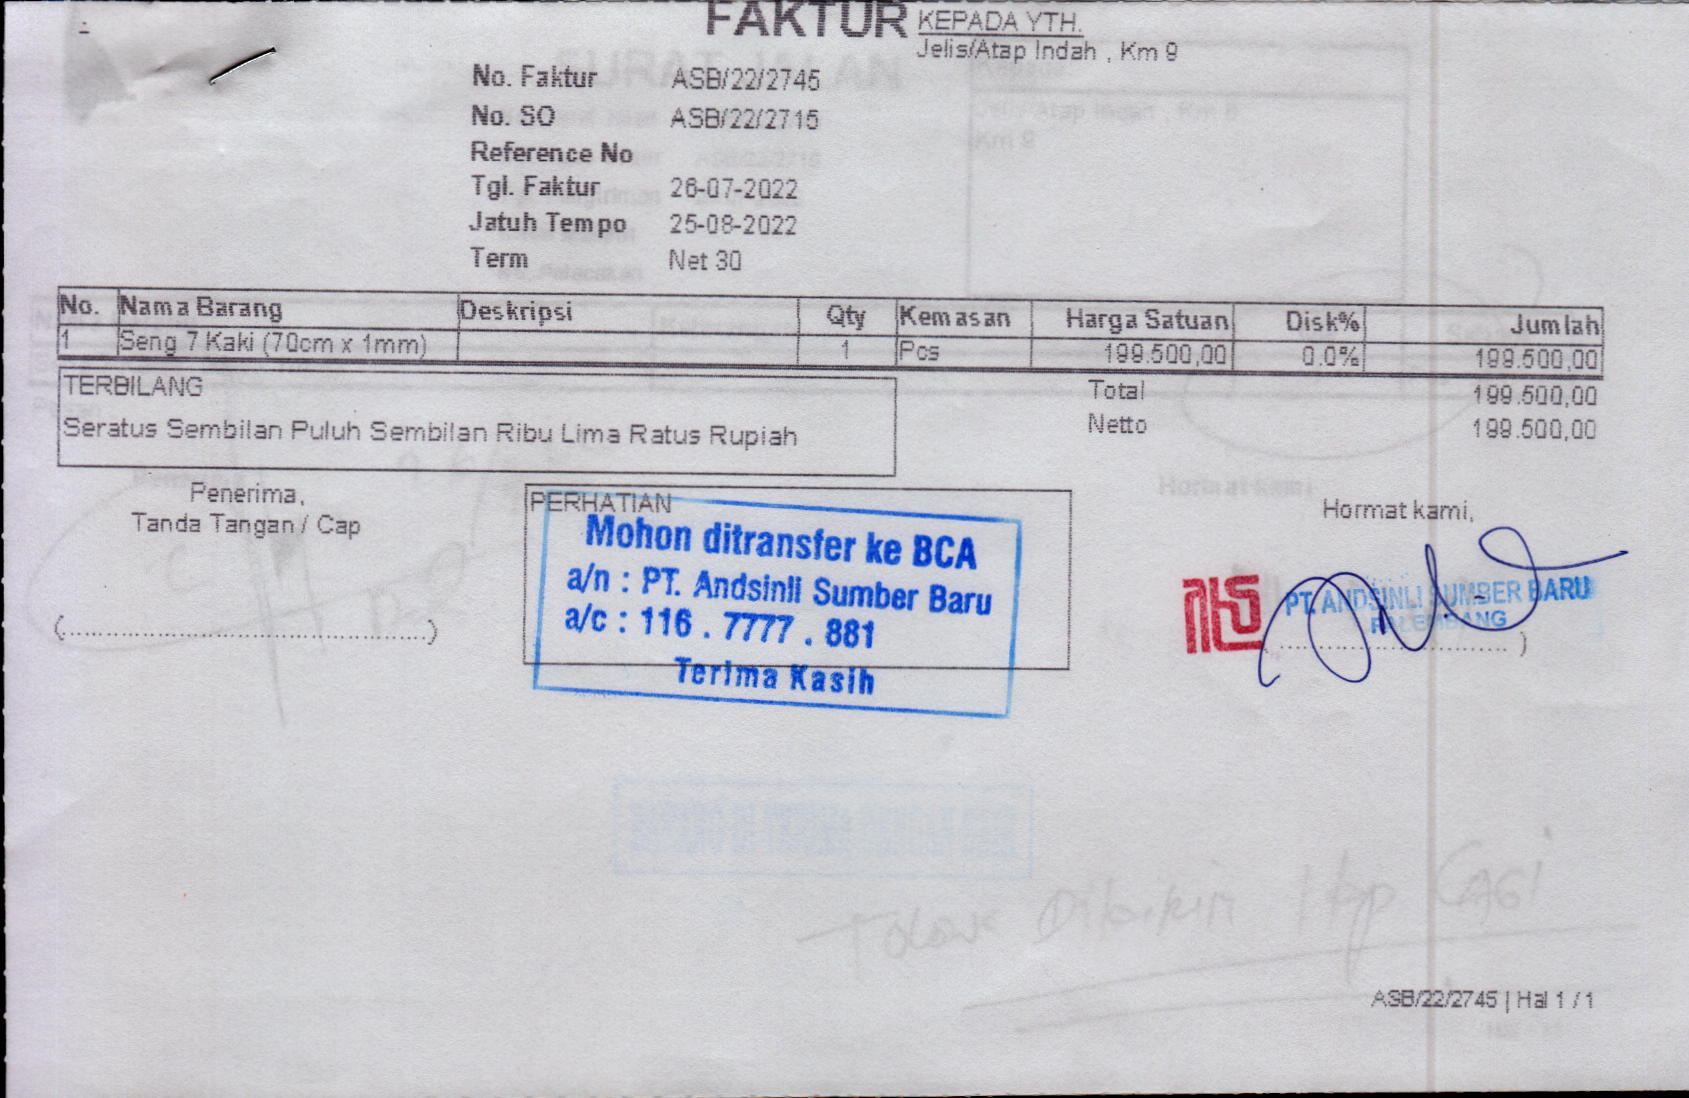 FAKTUR
KEPADA YTH.
Jelis/Atap Indah , Km 9
No. Faktur ASB/22/2745
No. SO ASB/22/2715
Reference No
Tgl. Faktur 26-07-2022
Jatuh Tempo 25-08-2022
Term Net 30
No. Nama Barang Deskripsi Qty Kemasan Harga Satuan Disk% Jumlah
1 Seng 7 Kaki (70cm x 1mm) 1 Pcs 199.500,00 0.0% 199.500,00
TERBILANG
Seratus Sembilan Puluh Sembilan Ribu Lima Ratus Rupiah
Total 199.500,00
Netto 199.500,00
Penerima,
Tanda Tangan / Cap
(....................................................)
PERHATIAN
Mohon ditransfer ke BCA
a/n : PT. Andsinli Sumber Baru
a/c : 116 . 7777 . 881
Terima Kasih
Hormat kami,
PT. ANDSINLI SUMBER BARU
PALEMBANG
ASB/22/2745 | Hal 1 / 1